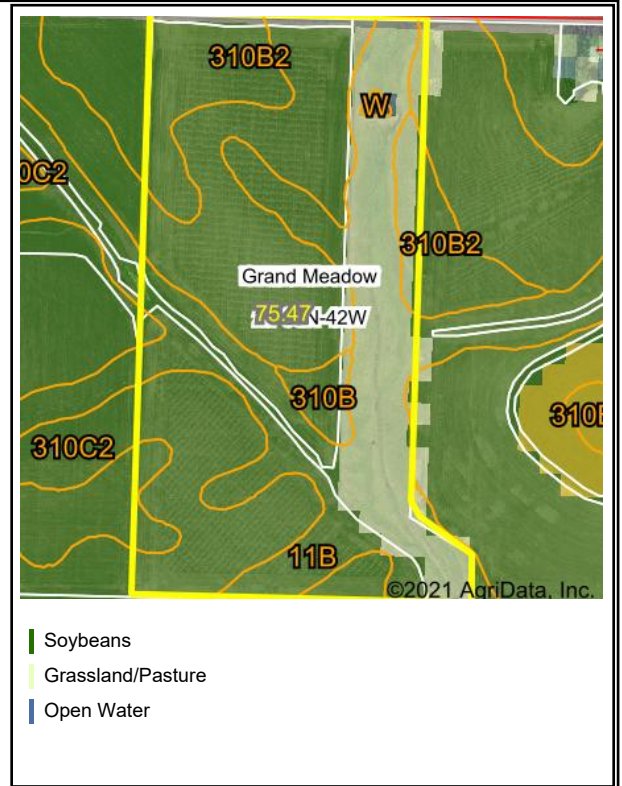 310B2
W
0C2
310B2
Grand Meadow
75.47
N-42W
310B
310C2
11B
©2021 AgriData, Inc.
Soybeans
Grassland/Pasture
Open Water